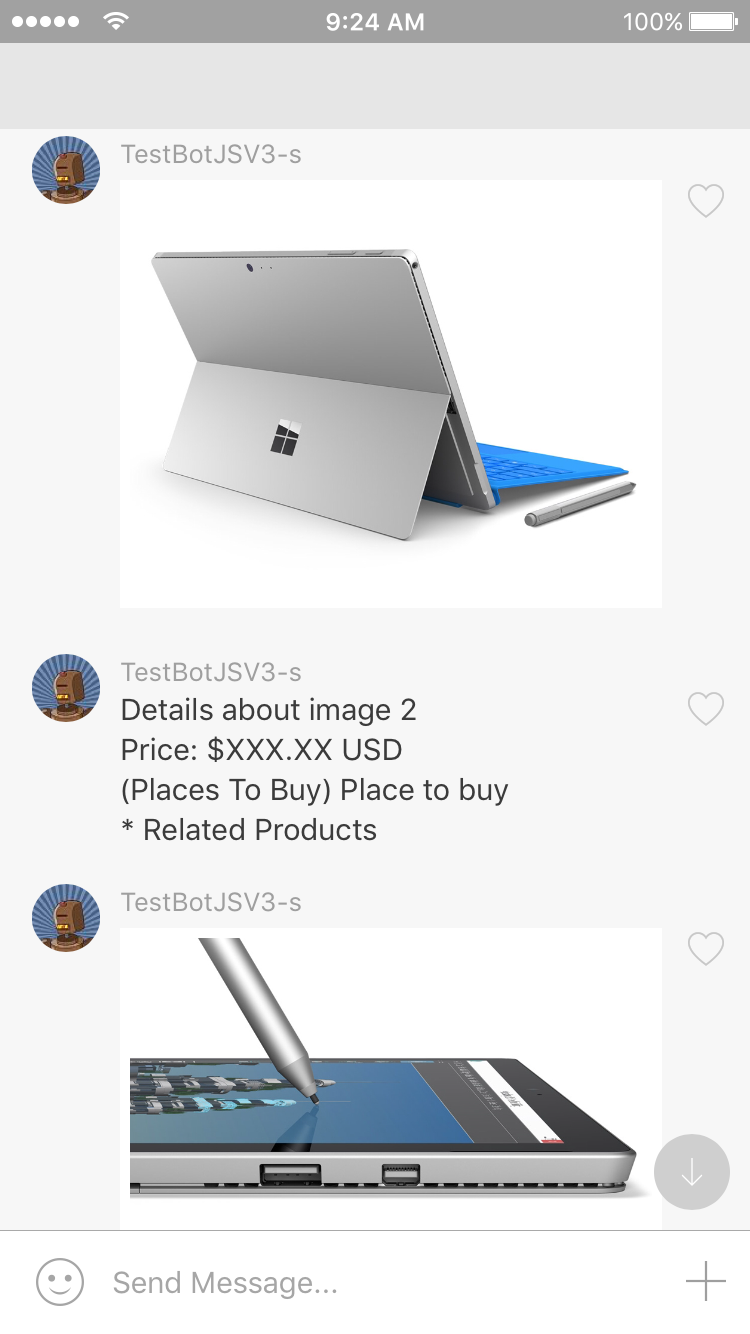 9:24 AM
100%
TestBotJSV3-s
TestBotJSV3-s
Details about image 2
Price: $XXX.XX USD
(Places To Buy) Place to buy
* Related Products
TestBotJSV3-s
Send Message...